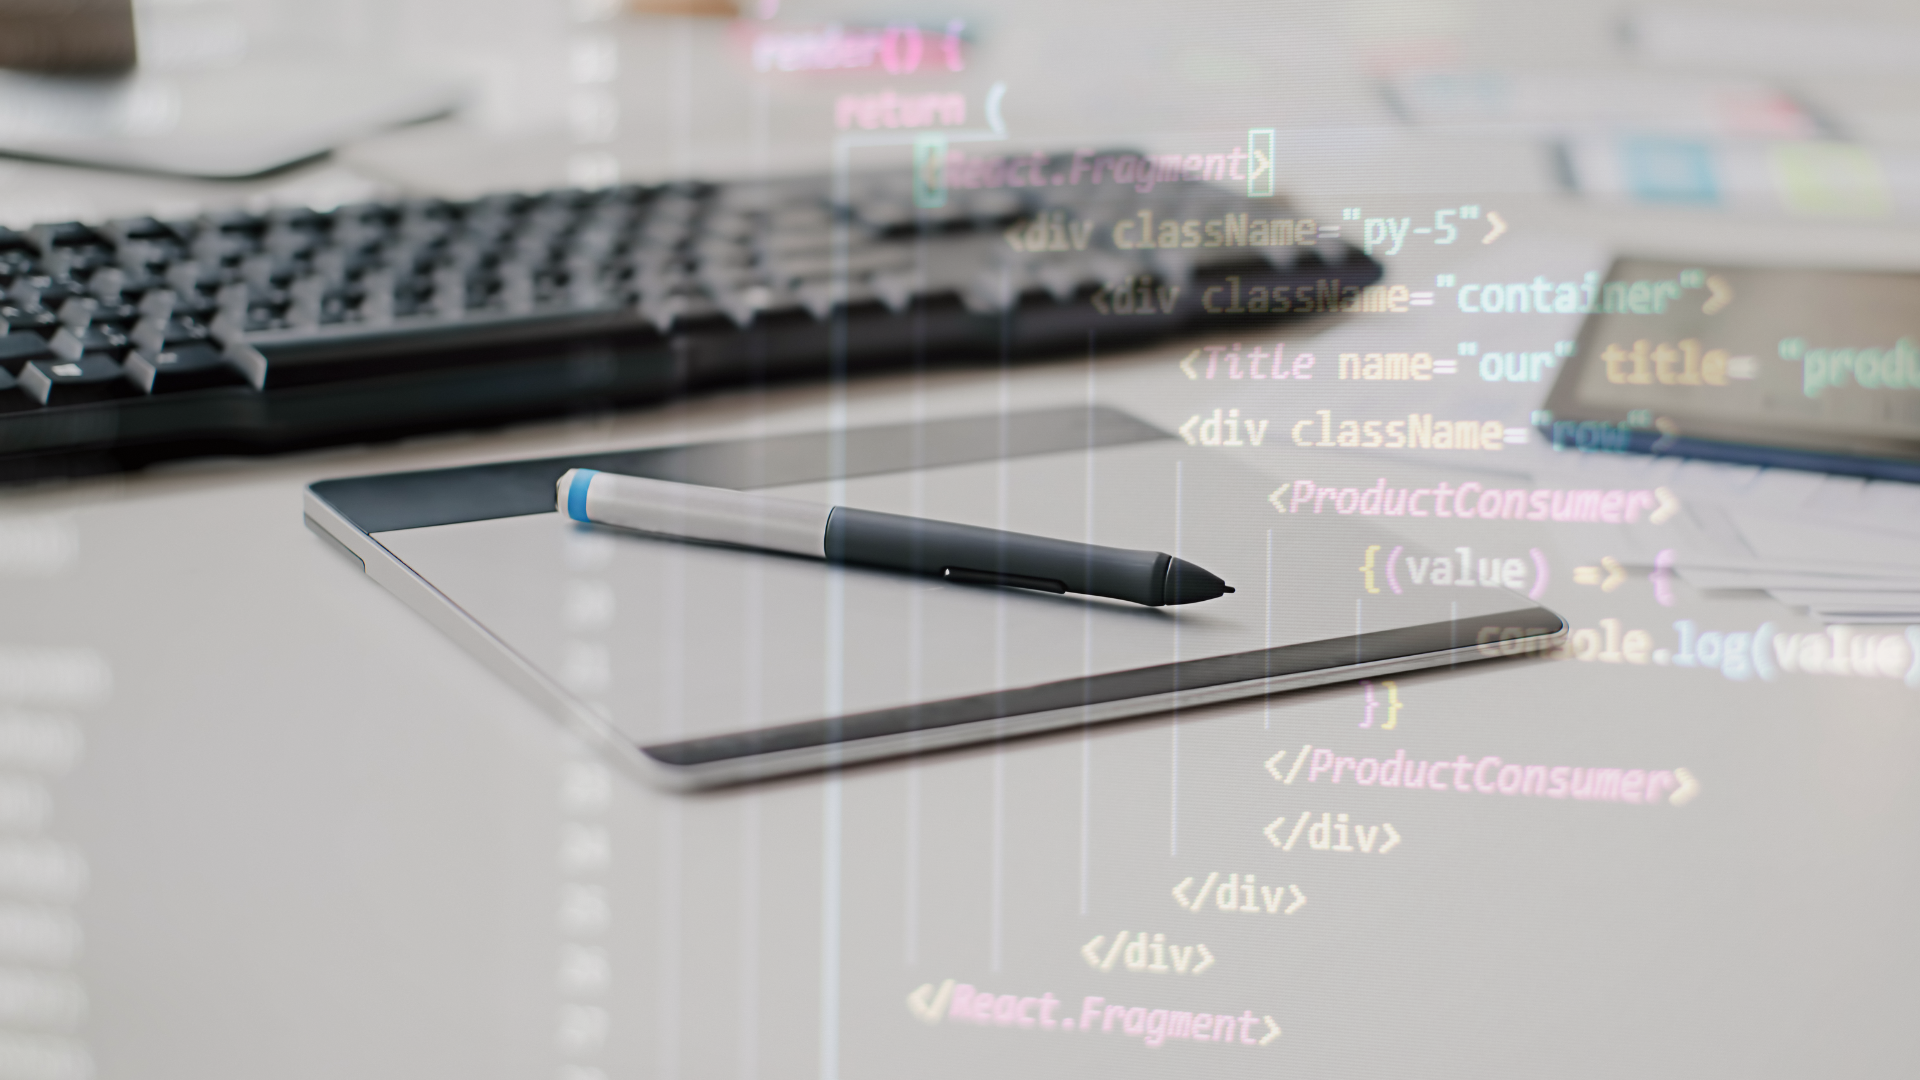 render() {
return (
<React.Fragment>
<div className="py-5">
<div className="container">
<Title name="our" title= "produ
<div className="row">
<ProductConsumer>
{(value) => {
console.log(value)
}}
</ProductConsumer>
</div>
</div>
</div>
</React.Fragment>